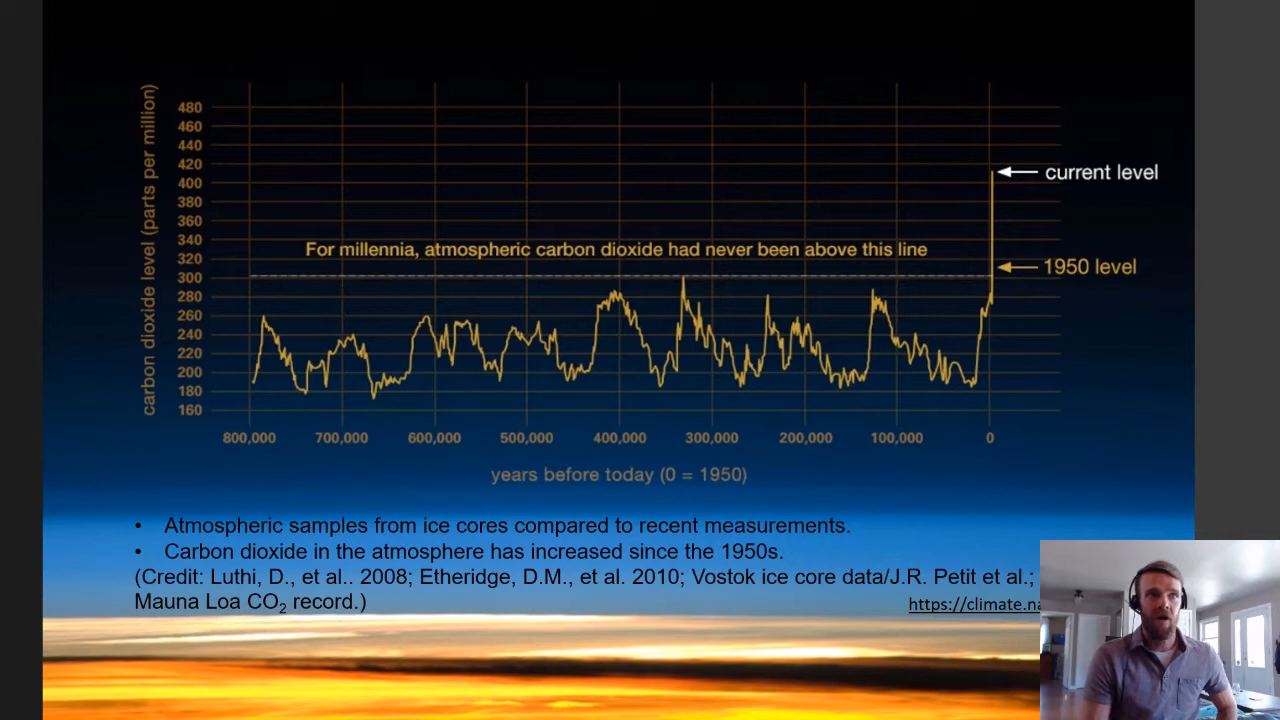 carbon dioxide level (parts per million)
480
460
440
420
400
380
360
340
320
300
280
260
240
220
200
180
160
current level
For millennia, atmospheric carbon dioxide had never been above this line
1950 level
800,000 700,000 600,000 500,000 400,000 300,000 200,000 100,000 0
years before today (0 = 1950)
• Atmospheric samples from ice cores compared to recent measurements.
• Carbon dioxide in the atmosphere has increased since the 1950s.
(Credit: Luthi, D., et al.. 2008; Etheridge, D.M., et al. 2010; Vostok ice core data/J.R. Petit et al.;
Mauna Loa CO₂ record.)
https://climate.na